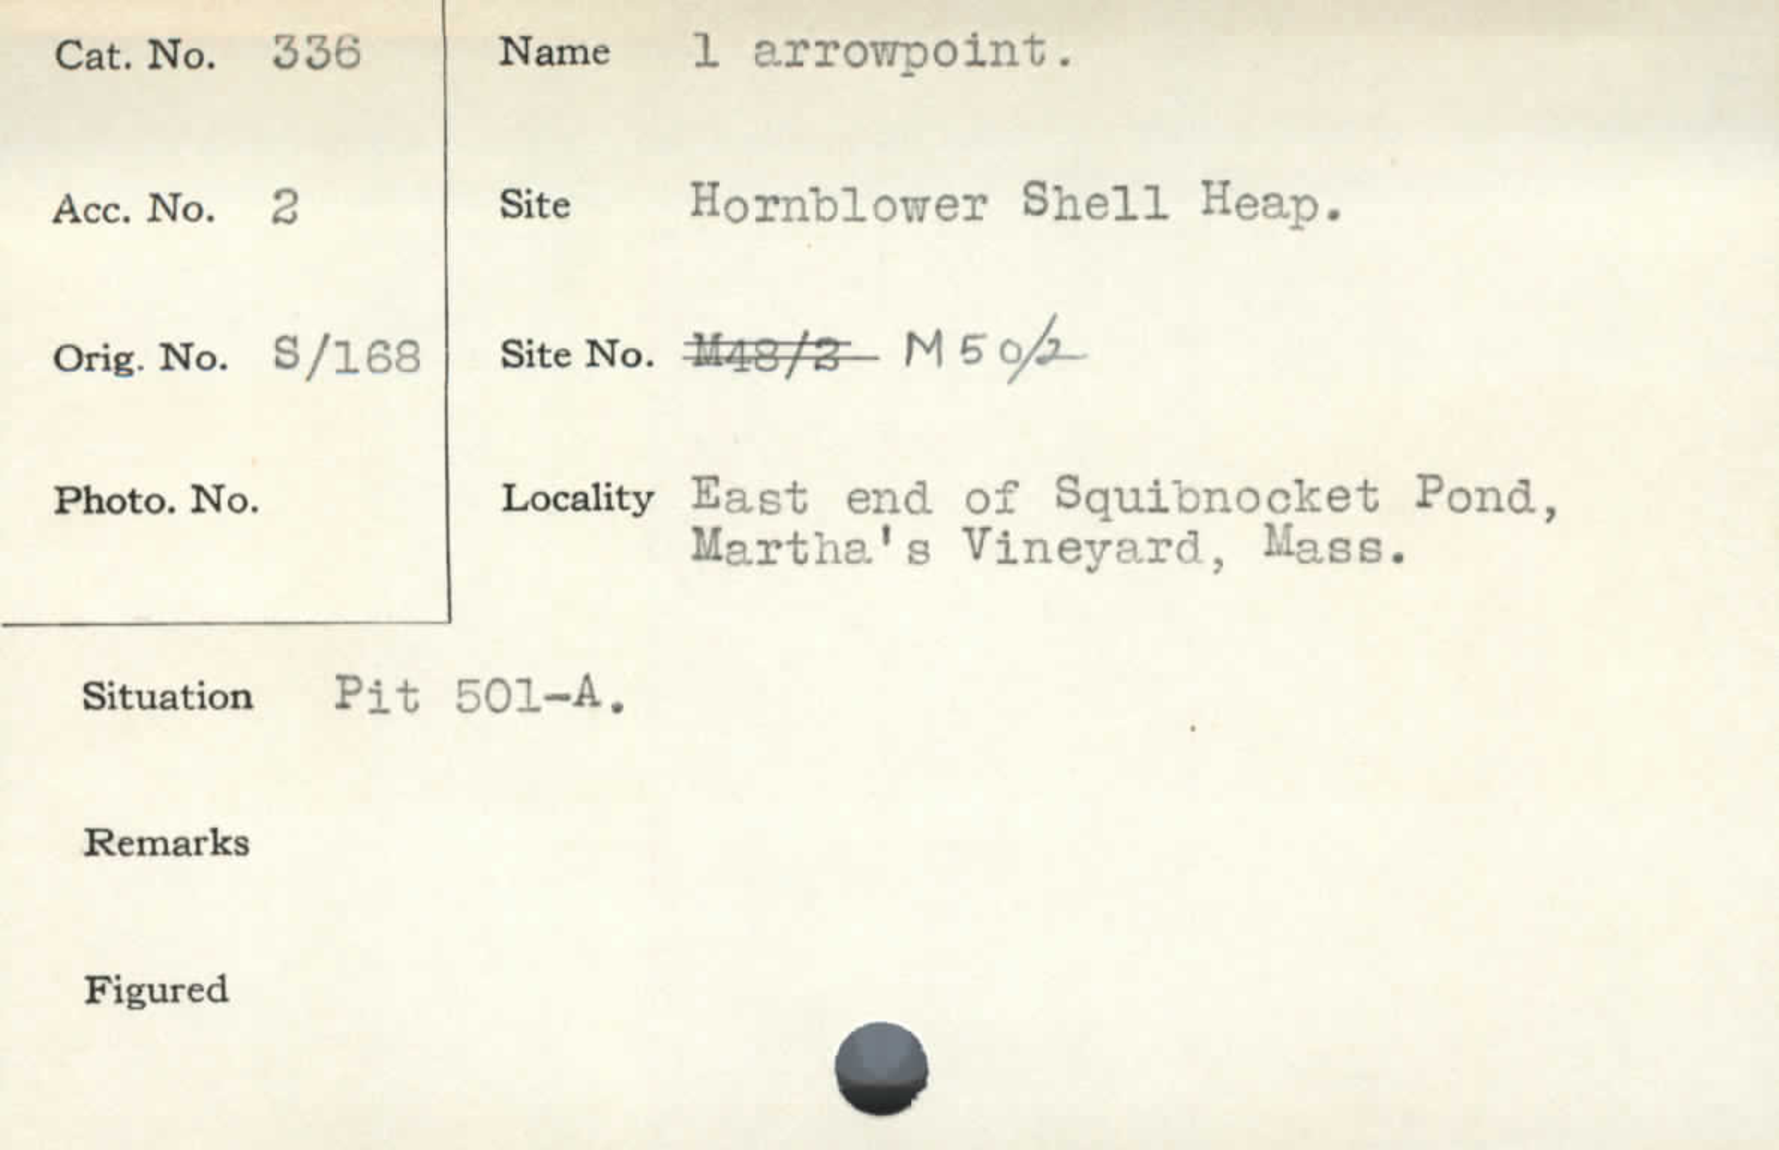 Cat. No. 336
Name 1 arrowpoint.
Acc. No. 2
Site Hornblower Shell Heap.
Orig. No. S/168
Site No. M48/2 M50/2
Photo. No.
Locality East end of Squibnocket Pond,
Martha's Vineyard, Mass.
Situation Pit 501-A.
Remarks
Figured